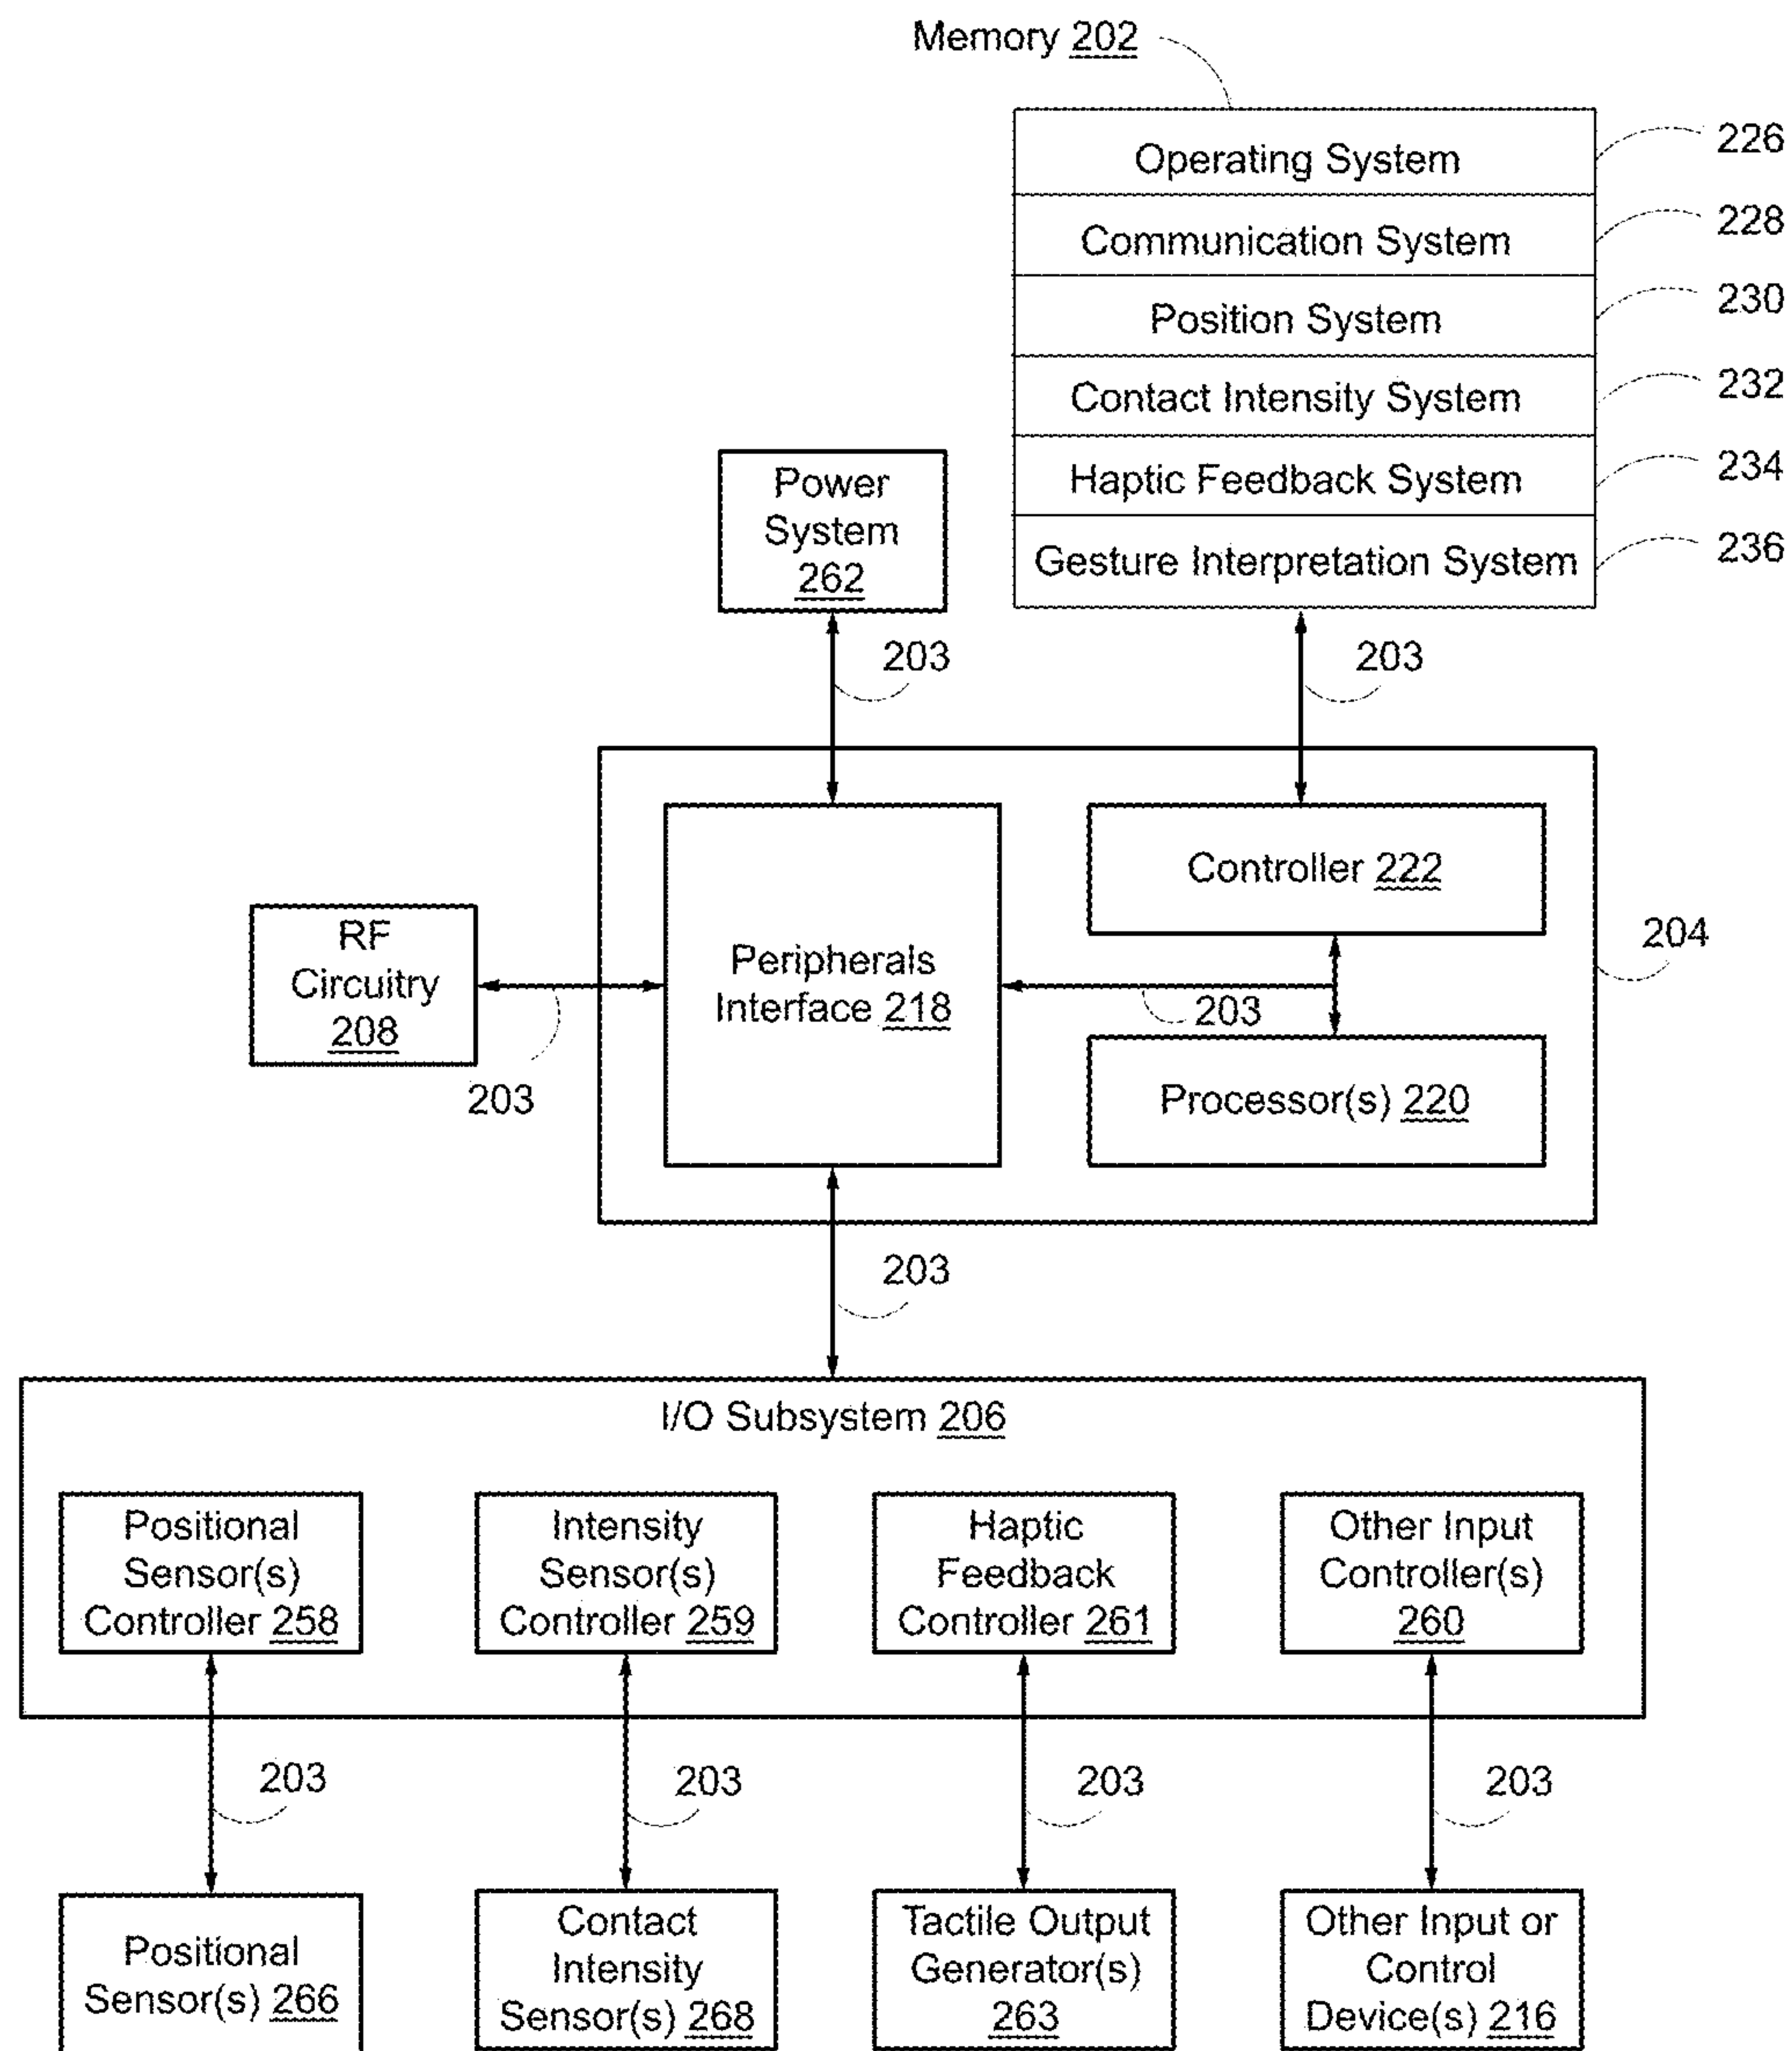 Memory 202
Operating System
226
Communication System
228
Position System
230
Contact Intensity System
232
Haptic Feedback System
234
Gesture Interpretation System
236
Power
System
262
203
203
Controller 222
204
RF
Circuitry
208
203
Peripherals
Interface 218
203
Processor(s) 220
203
I/O Subsystem 206
Positional
Sensor(s)
Controller 258
Intensity
Sensor(s)
Controller 259
Haptic
Feedback
Controller 261
Other Input
Controller(s)
260
203
203
203
203
Positional
Sensor(s) 266
Contact
Intensity
Sensor(s) 268
Tactile Output
Generator(s)
263
Other Input or
Control
Device(s) 216